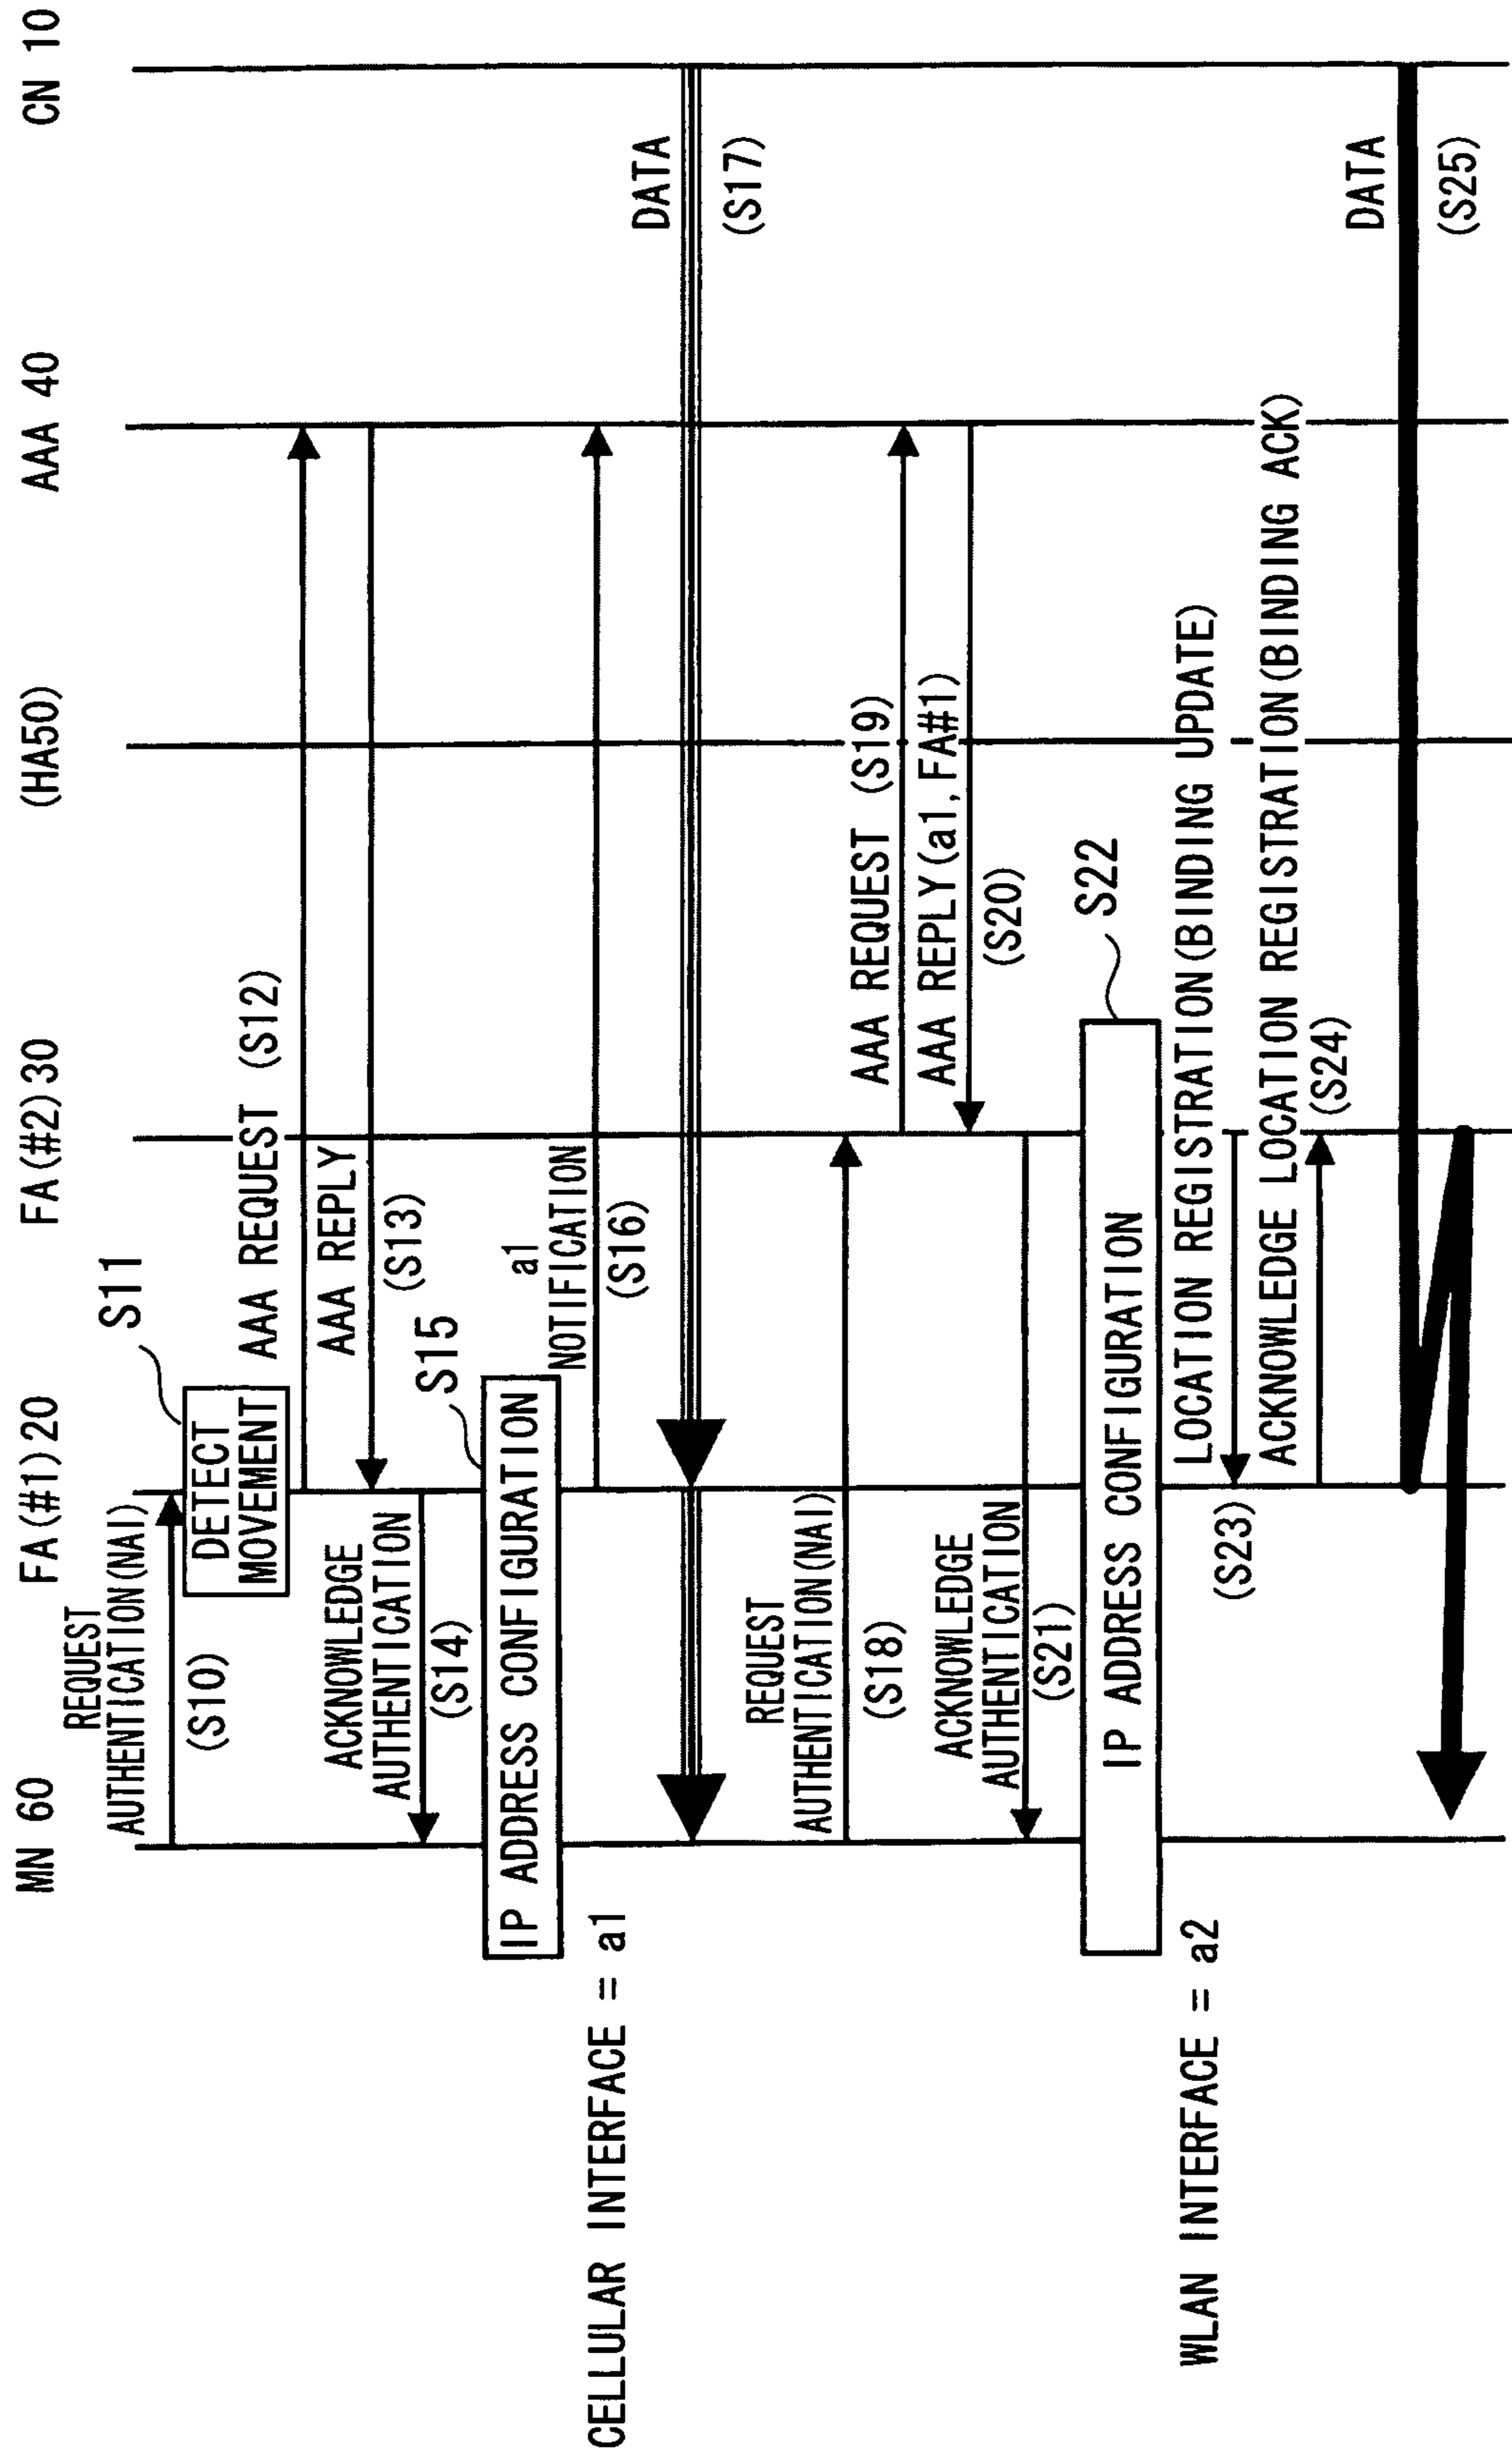 MN 60
FA(#1)20
FA(#2)30
(HA50)
AAA 40
CN 10
REQUEST
AUTHENTICATION(NAI)
(S10)
S11
DETECT
MOVEMENT
AAA REQUEST (S12)
AAA REPLY
(S13)
ACKNOWLEDGE
AUTHENTICATION
(S14)
S15
IP ADDRESS CONFIGURATION
a1
NOTIFICATION
(S16)
CELLULAR INTERFACE = a1
DATA
(S17)
REQUEST
AUTHENTICATION(NAI)
(S18)
AAA REQUEST (S19)
AAA REPLY(a1,FA#1)
(S20)
ACKNOWLEDGE
AUTHENTICATION
(S21)
S22
IP ADDRESS CONFIGURATION
WLAN INTERFACE = a2
LOCATION REGISTRATION(BINDING UPDATE)
(S23)
ACKNOWLEDGE LOCATION REGISTRATION(BINDING ACK)
(S24)
DATA
(S25)